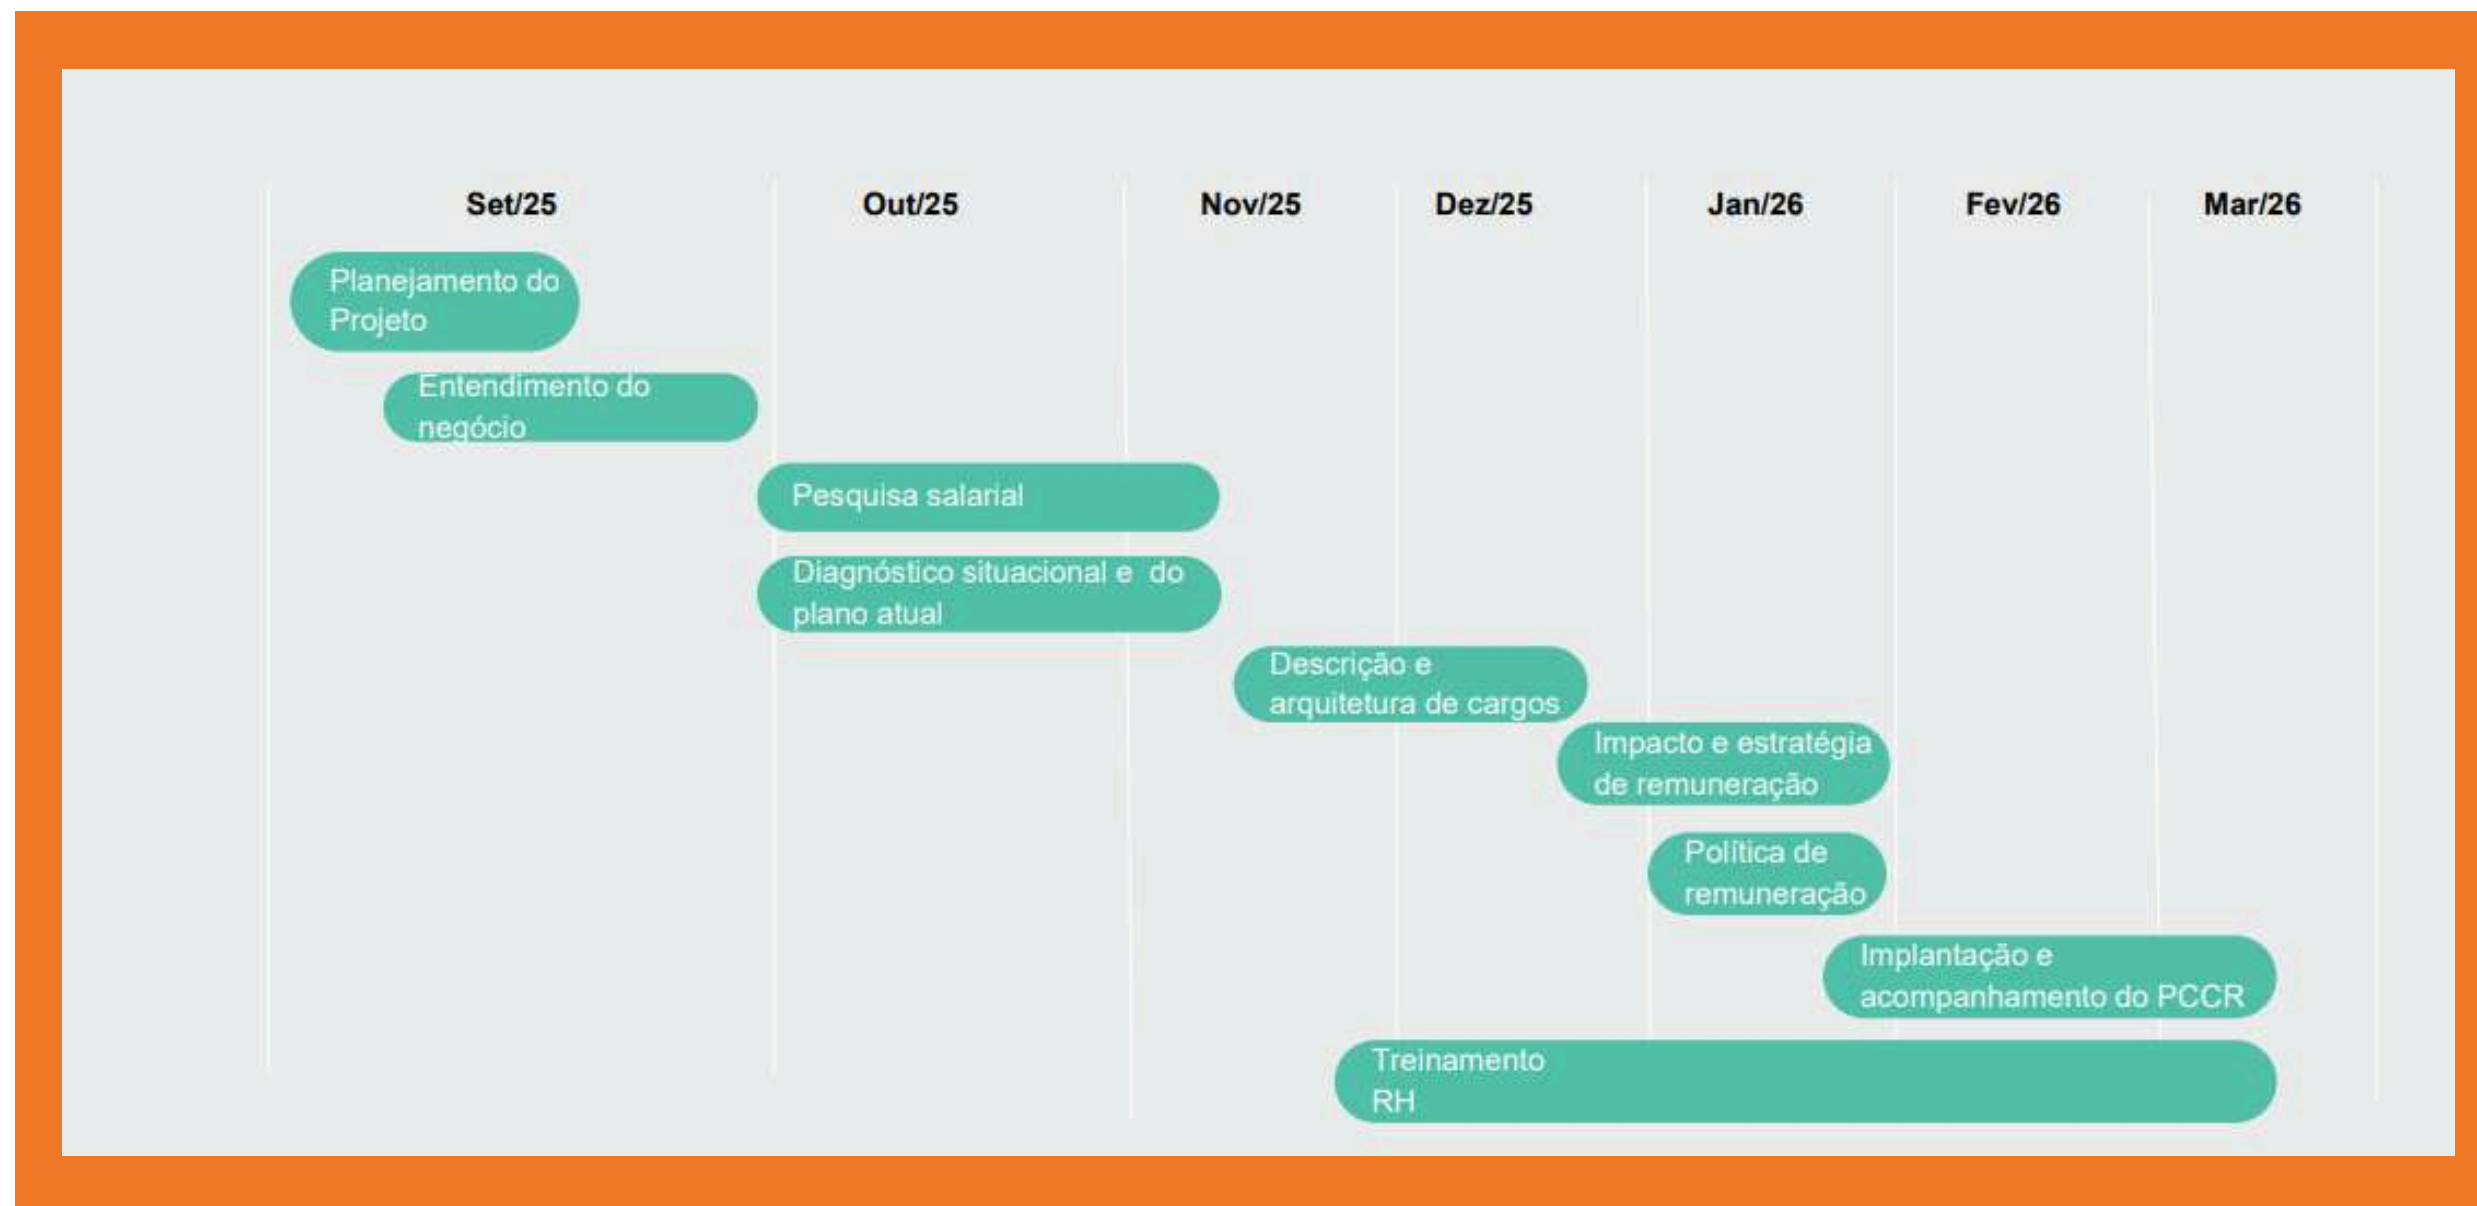 Set/25
Out/25
Nov/25
Dez/25
Jan/26
Fev/26
Mar/26
Planejamento do
Projeto
Entendimento do
negócio
Pesquisa salarial
Diagnóstico situacional e do
plano atual
Descrição e
arquitetura de cargos
Impacto e estratégia
de remuneração
Política de
remuneração
Implantação e
acompanhamento do PCCR
Treinamento
RH